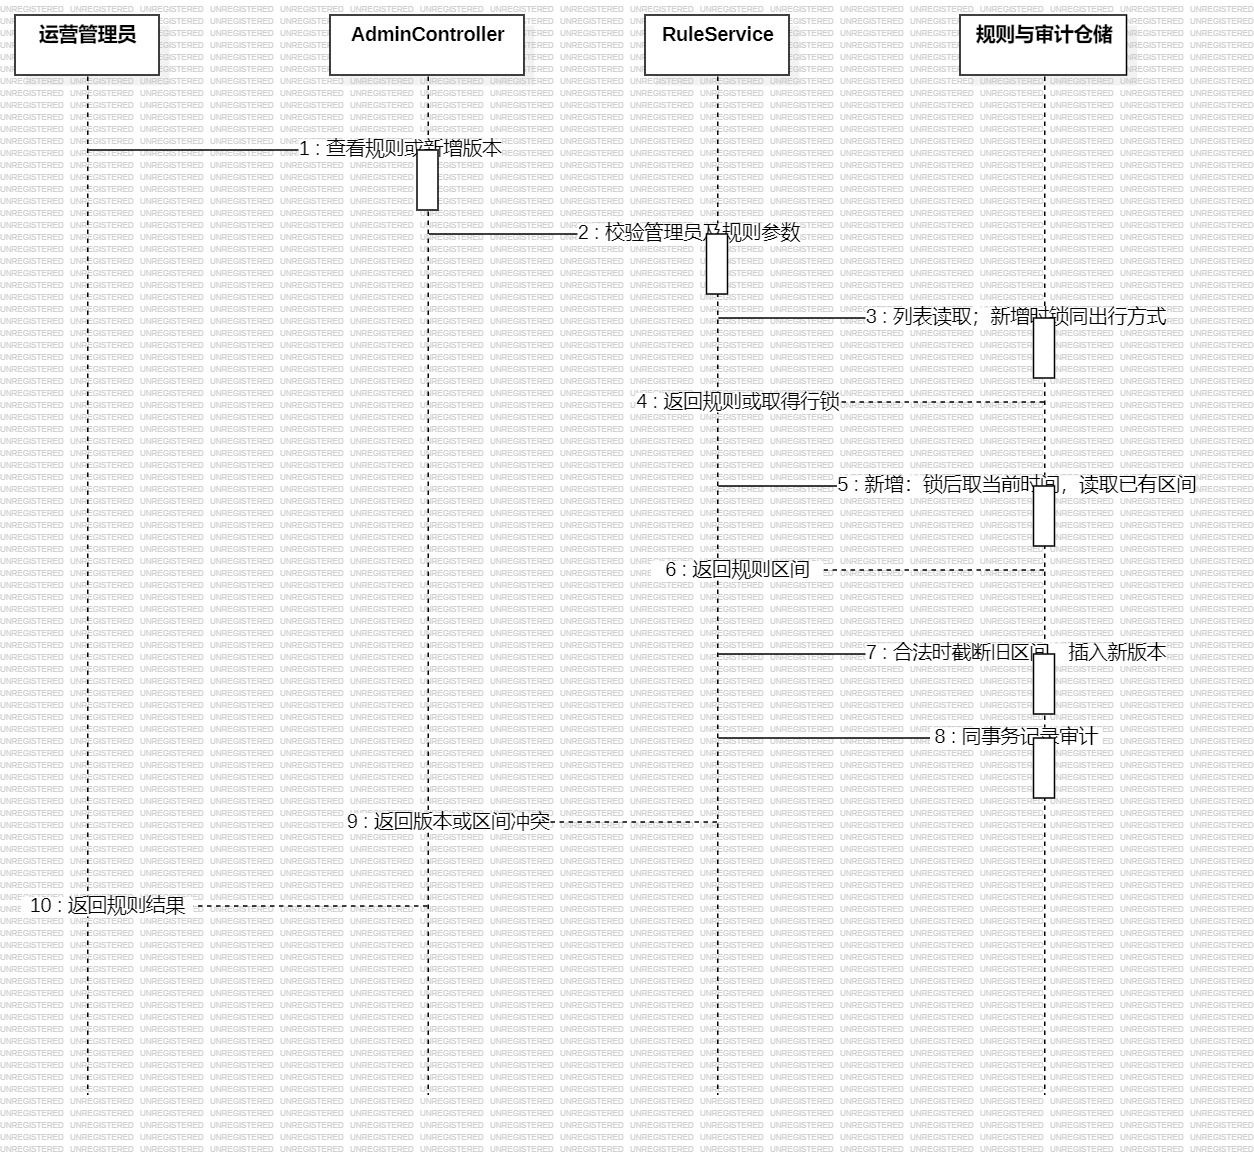 运营管理员
AdminController
RuleService
规则与审计仓储
1 : 查看规则或新增版本
2 : 校验管理员及规则参数
3 : 列表读取；新增时锁同出行方式
4 : 返回规则或取得行锁
5 : 新增：锁后取当前时间，读取已有区间
6 : 返回规则区间
7 : 合法时截断旧区间，插入新版本
8 : 同事务记录审计
9 : 返回版本或区间冲突
10 : 返回规则结果
UNREGISTERED